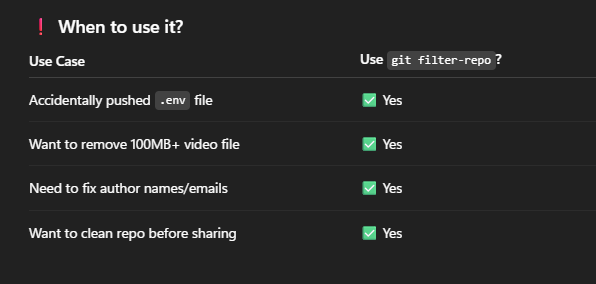 ❗ When to use it?
Use Case Use git filter-repo?
Accidentally pushed .env file ✅ Yes
Want to remove 100MB+ video file ✅ Yes
Need to fix author names/emails ✅ Yes
Want to clean repo before sharing ✅ Yes